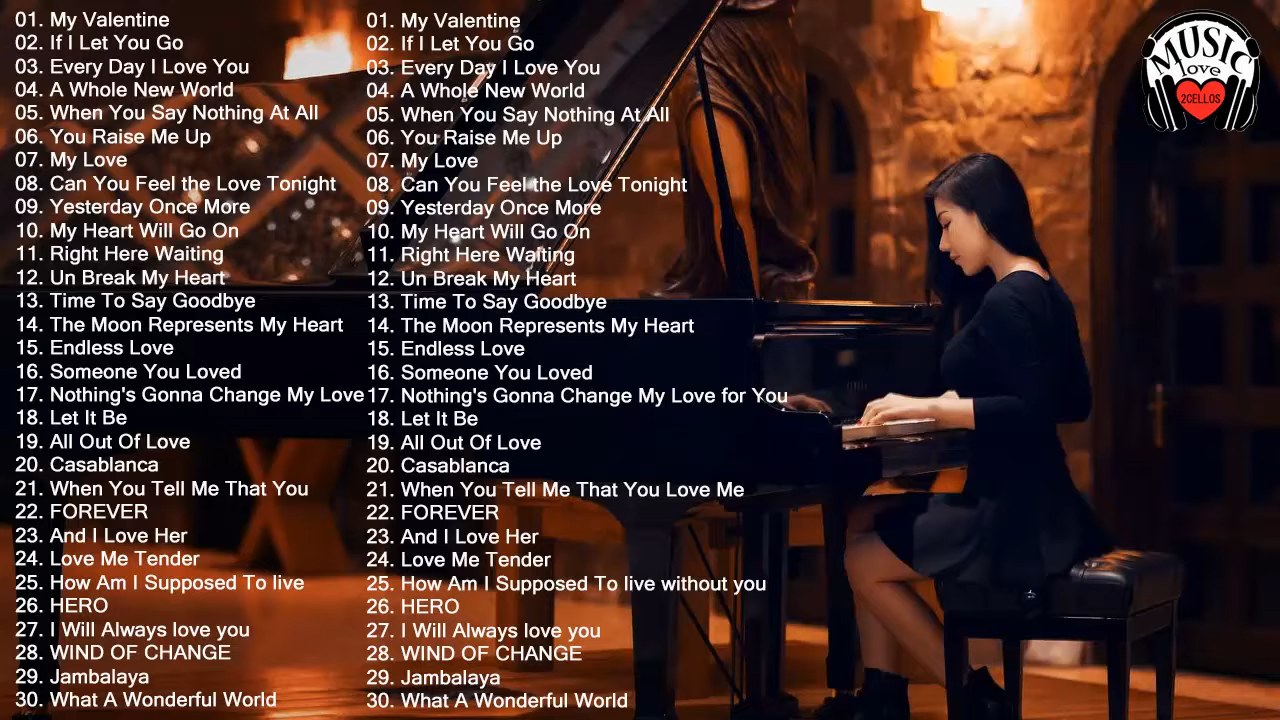 01. My Valentine
02. If I Let You Go
03. Every Day I Love You
04. A Whole New World
05. When You Say Nothing At All
06. You Raise Me Up
07. My Love
08. Can You Feel the Love Tonight
09. Yesterday Once More
10. My Heart Will Go On
11. Right Here Waiting
12. Un Break My Heart
13. Time To Say Goodbye
14. The Moon Represents My Heart
15. Endless Love
16. Someone You Loved
17. Nothing's Gonna Change My Love
18. Let It Be
19. All Out Of Love
20. Casablanca
21. When You Tell Me That You
22. FOREVER
23. And I Love Her
24. Love Me Tender
25. How Am I Supposed To live
26. HERO
27. I Will Always love you
28. WIND OF CHANGE
29. Jambalaya
30. What A Wonderful World
01. My Valentine
02. If I Let You Go
03. Every Day I Love You
04. A Whole New World
05. When You Say Nothing At All
06. You Raise Me Up
07. My Love
08. Can You Feel the Love Tonight
09. Yesterday Once More
10. My Heart Will Go On
11. Right Here Waiting
12. Un Break My Heart
13. Time To Say Goodbye
14. The Moon Represents My Heart
15. Endless Love
16. Someone You Loved
17. Nothing's Gonna Change My Love for You
18. Let It Be
19. All Out Of Love
20. Casablanca
21. When You Tell Me That You Love Me
22. FOREVER
23. And I Love Her
24. Love Me Tender
25. How Am I Supposed To live without you
26. HERO
27. I Will Always love you
28. WIND OF CHANGE
29. Jambalaya
30. What A Wonderful World
MUSIC
love
2CELLOS